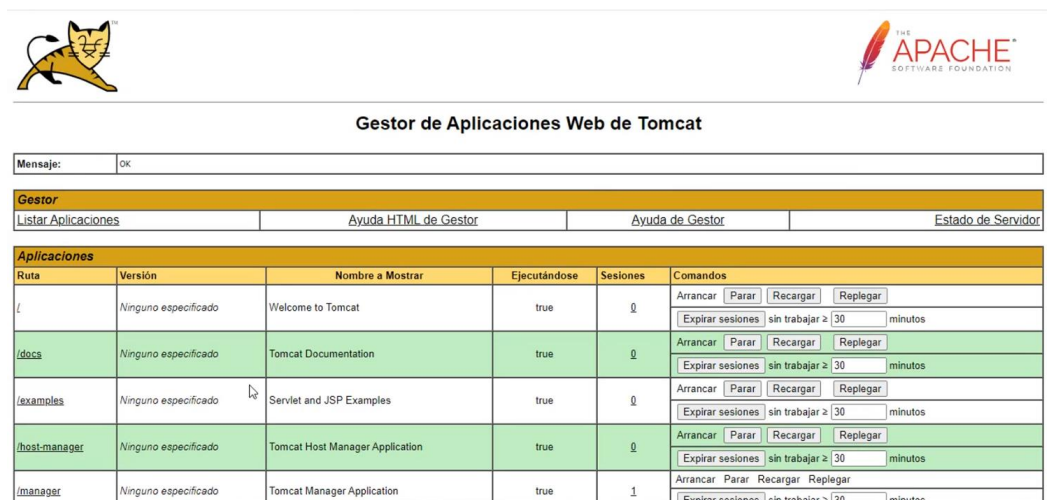 TM
THE
APACHE®
SOFTWARE FOUNDATION
Gestor de Aplicaciones Web de Tomcat
Mensaje: OK
Gestor
Listar Aplicaciones Ayuda HTML de Gestor Ayuda de Gestor Estado de Servidor
Aplicaciones
Ruta Versión Nombre a Mostrar Ejecutándose Sesiones Comandos
/ Ninguno especificado Welcome to Tomcat true 0 Arrancar Parar Recargar Replegar
Expirar sesiones sin trabajar ≥ 30 minutos
/docs Ninguno especificado Tomcat Documentation true 0 Arrancar Parar Recargar Replegar
Expirar sesiones sin trabajar ≥ 30 minutos
/examples Ninguno especificado Servlet and JSP Examples true 0 Arrancar Parar Recargar Replegar
Expirar sesiones sin trabajar ≥ 30 minutos
/host-manager Ninguno especificado Tomcat Host Manager Application true 0 Arrancar Parar Recargar Replegar
Expirar sesiones sin trabajar ≥ 30 minutos
/manager Ninguno especificado Tomcat Manager Application true 1 Arrancar Parar Recargar Replegar
Expirar sesiones sin trabajar ≥ 30 minutos